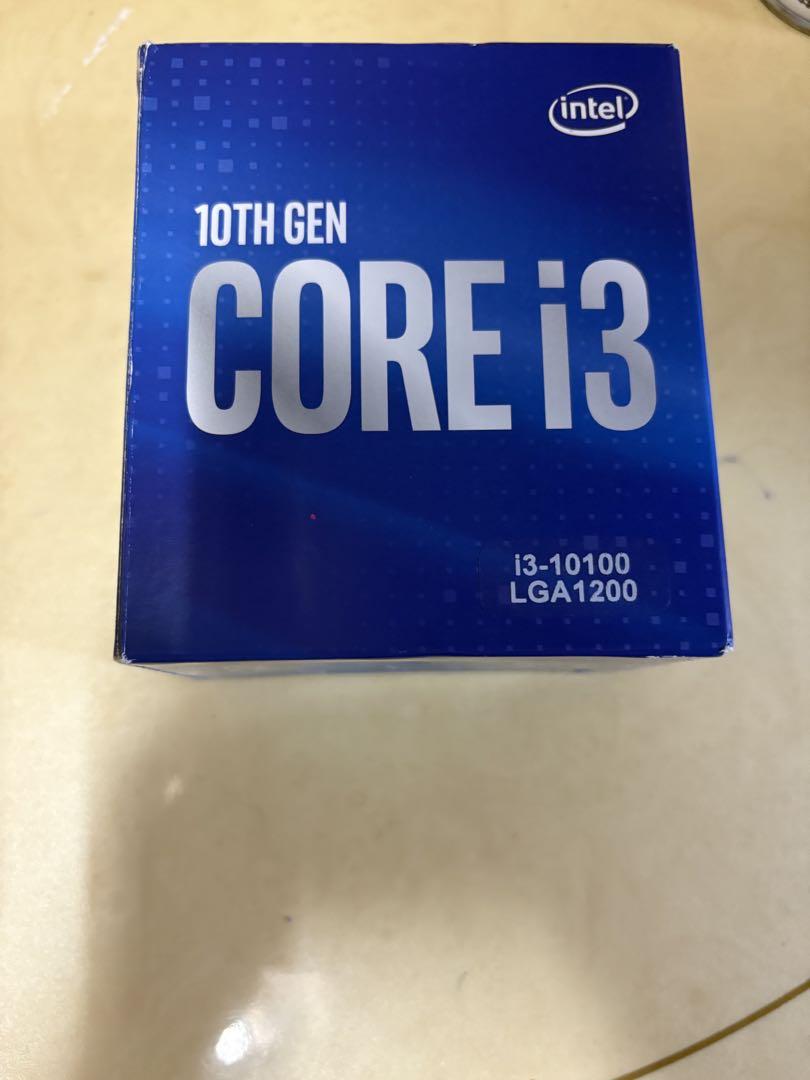 intel
10TH GEN
CORE i3
i3-10100
LGA1200